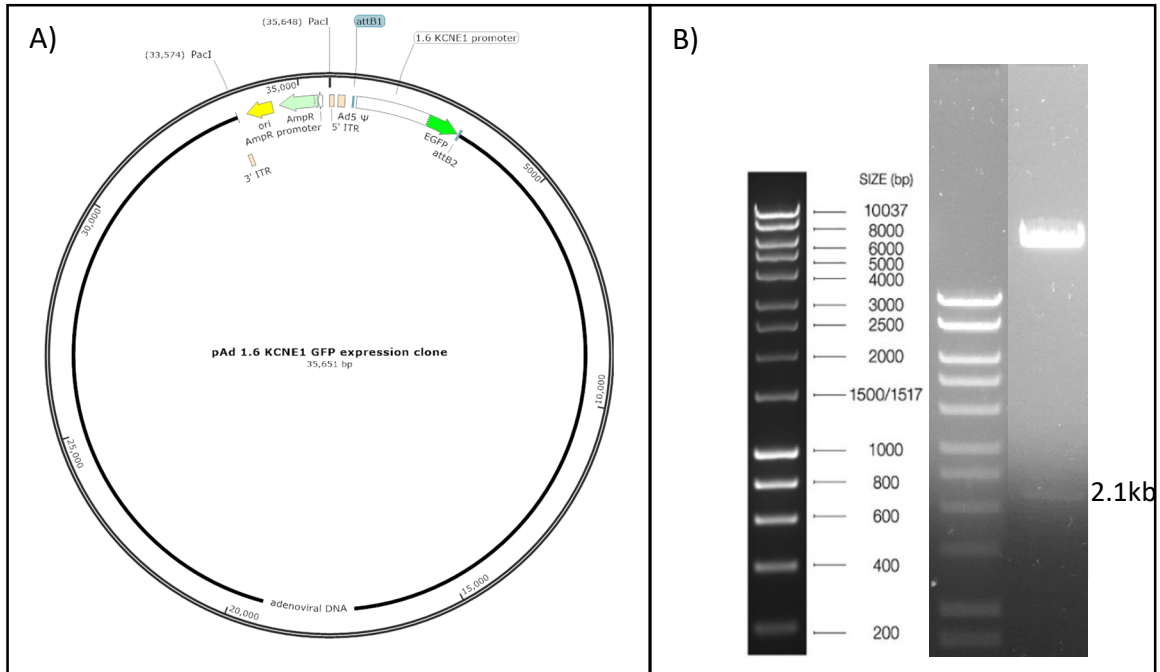 A)
(35,648) PacI
attB1
1.6 KCNE1 promoter
(33,574) PacI
35,000
ori
AmpR
AmpR promoter
5' ITR
Ad5 Ψ
EGFP
attB2
3' ITR
5000
30,000
pAd 1.6 KCNE1 GFP expression clone
35,651 bp
10,000
25,000
15,000
20,000
adenoviral DNA
B)
SIZE (bp)
10037
8000
6000
5000
4000
3000
2500
2000
1500/1517
1000
800
600
400
200
2.1kb